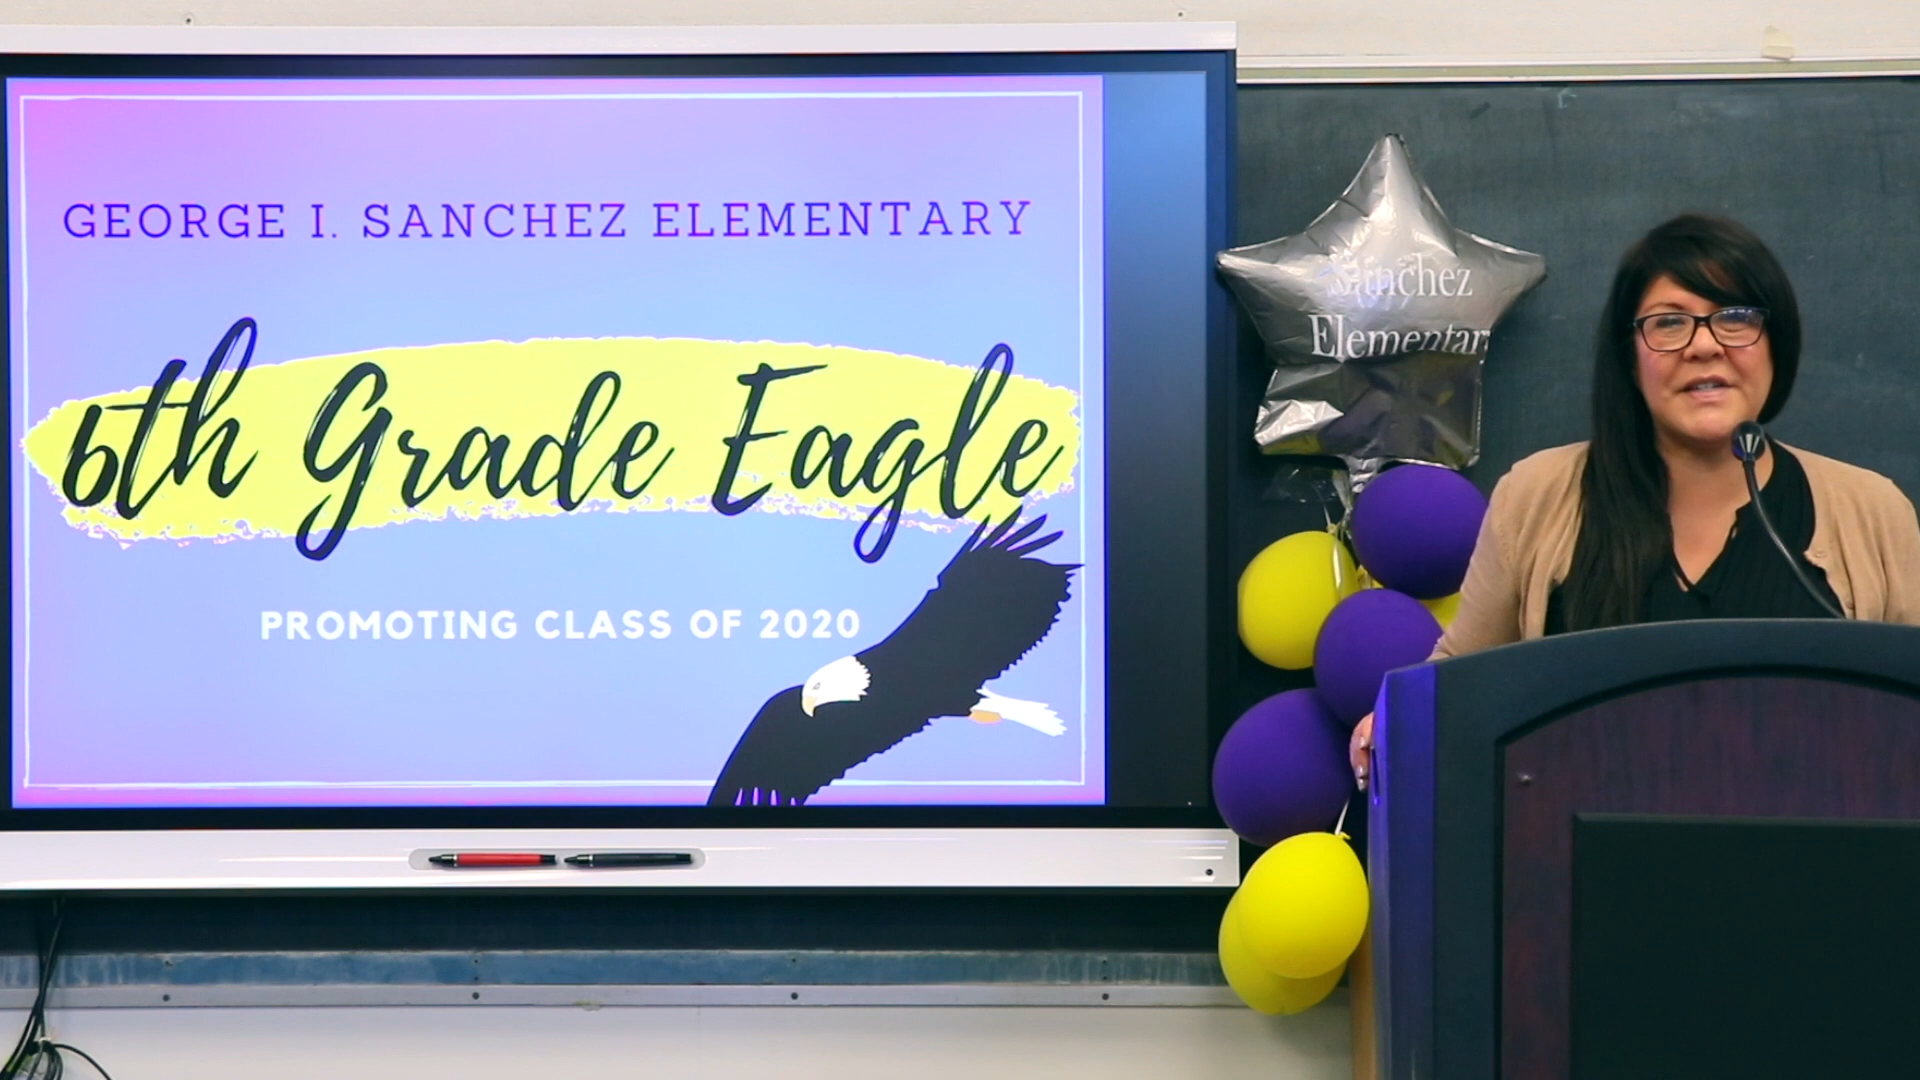 GEORGE I. SANCHEZ ELEMENTARY
6th Grade Eagle
PROMOTING CLASS OF 2020
Sanchez
Elementary